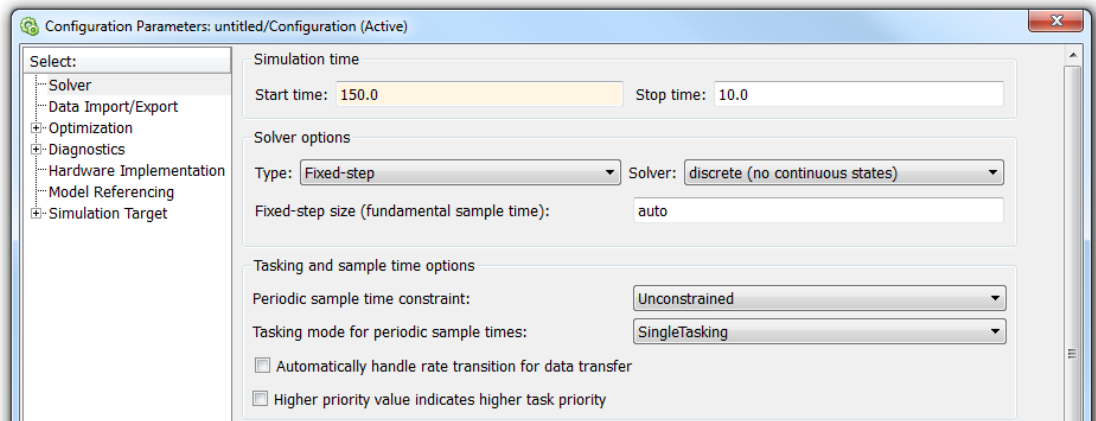 Configuration Parameters: untitled/Configuration (Active)
Select:
Solver
Data Import/Export
Optimization
Diagnostics
Hardware Implementation
Model Referencing
Simulation Target
Simulation time
Start time: 150.0 Stop time: 10.0
Solver options
Type: Fixed-step Solver: discrete (no continuous states)
Fixed-step size (fundamental sample time): auto
Tasking and sample time options
Periodic sample time constraint: Unconstrained
Tasking mode for periodic sample times: SingleTasking
Automatically handle rate transition for data transfer
Higher priority value indicates higher task priority